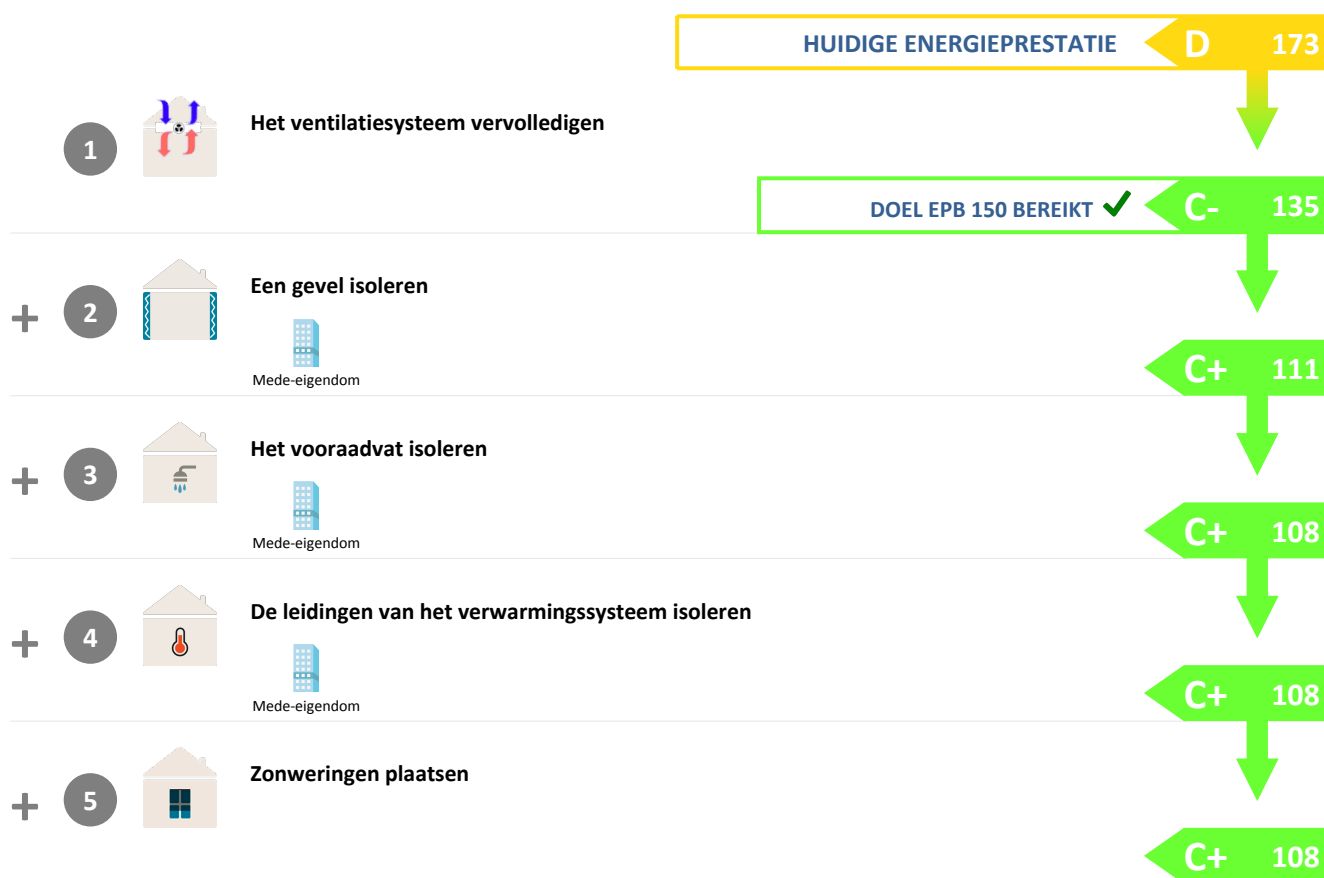 HUIDIGE ENERGIEPRESTATIE D 173
1 Het ventilatiesysteem vervolledigen
DOEL EPB 150 BEREIKT ✔ C- 135
+ 2 Een gevel isoleren
Mede-eigendom
C+ 111
+ 3 Het vooraadvat isoleren
Mede-eigendom
C+ 108
+ 4 De leidingen van het verwarmingssysteem isoleren
Mede-eigendom
C+ 108
+ 5 Zonweringen plaatsen
C+ 108